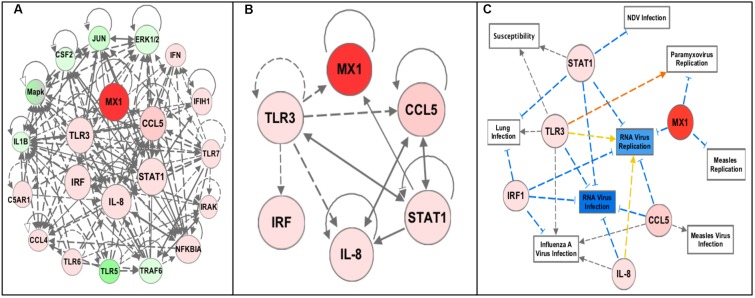 A
JUN
ERK1/2
CSF2
IFN
Mapk
MX1
IFIH1
CCL5
TLR3
IL1B
TLR7
IRF
STAT1
C5AR1
IL-8
IRAK
CCL4
NFKBIA
TLR6
TLR5
TRAF6
B
MX1
TLR3
CCL5
IRF
STAT1
IL-8
C
NDV Infection
Susceptibility
STAT1
Paramyxovirus
Replication
Lung
Infection
TLR3
RNA Virus
Replication
MX1
Measles
Replication
IRF1
RNA Virus
Infection
CCL5
Influenza A
Virus Infection
Measles Virus
Infection
IL-8